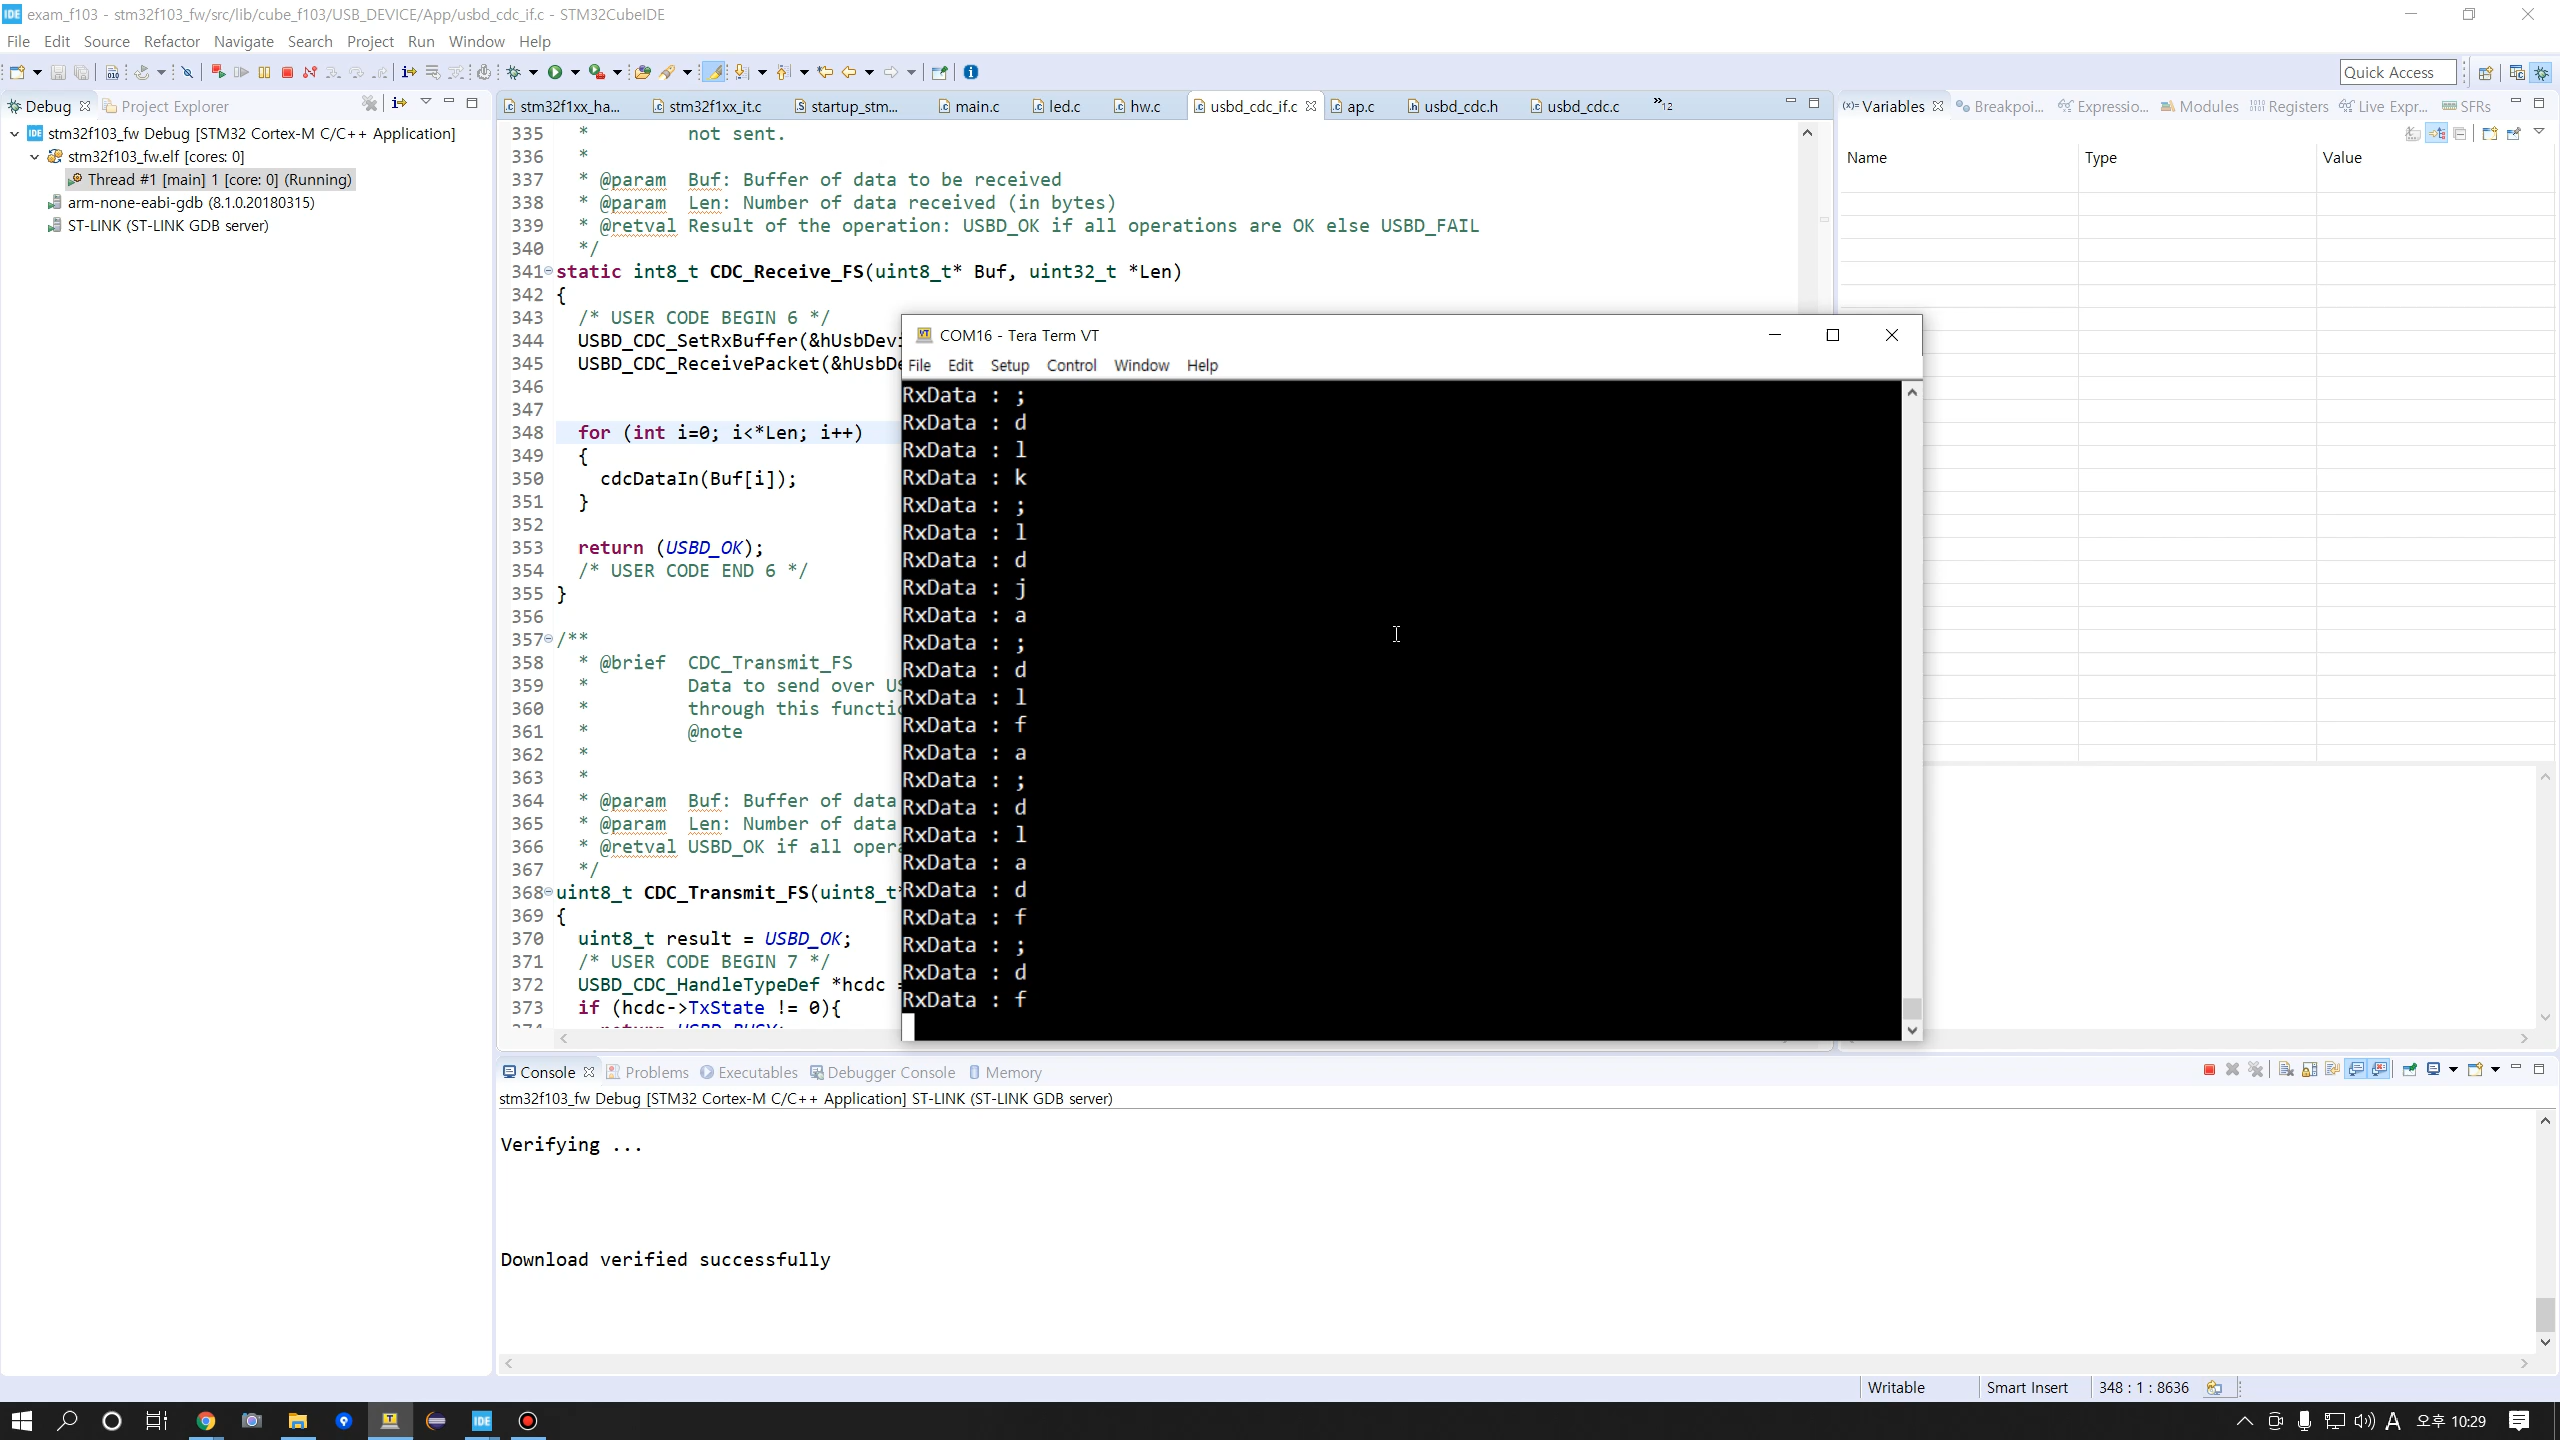 exam_f103 - stm32f103_fw/src/lib/cube_f103/USB_DEVICE/App/usbd_cdc_if.c - STM32CubeIDE
File Edit Source Refactor Navigate Search Project Run Window Help
Quick Access
Debug Project Explorer
stm32f103_fw Debug [STM32 Cortex-M C/C++ Application]
stm32f103_fw.elf [cores: 0]
Thread #1 [main] 1 [core: 0] (Running)
arm-none-eabi-gdb (8.1.0.20180315)
ST-LINK (ST-LINK GDB server)
stm32f1xx_ha... stm32f1xx_it.c startup_stm... main.c led.c hw.c usbd_cdc_if.c ap.c usbd_cdc.h usbd_cdc.c »12
335 * not sent.
336 *
337 * @param Buf: Buffer of data to be received
338 * @param Len: Number of data received (in bytes)
339 * @retval Result of the operation: USBD_OK if all operations are OK else USBD_FAIL
340 */
341 static int8_t CDC_Receive_FS(uint8_t* Buf, uint32_t *Len)
342 {
343 /* USER CODE BEGIN 6 */
344 USBD_CDC_SetRxBuffer(&hUsbDevi
345 USBD_CDC_ReceivePacket(&hUsbDe
346
347
348 for (int i=0; i<*Len; i++)
349 {
350 cdcDataIn(Buf[i]);
351 }
352
353 return (USBD_OK);
354 /* USER CODE END 6 */
355 }
356
357 /**
358 * @brief CDC_Transmit_FS
359 * Data to send over US
360 * through this functio
361 * @note
362 *
363 *
364 * @param Buf: Buffer of data
365 * @param Len: Number of data
366 * @retval USBD_OK if all opera
367 */
368 uint8_t CDC_Transmit_FS(uint8_t*
369 {
370 uint8_t result = USBD_OK;
371 /* USER CODE BEGIN 7 */
372 USBD_CDC_HandleTypeDef *hcdc =
373 if (hcdc->TxState != 0){
COM16 - Tera Term VT
File Edit Setup Control Window Help
RxData : ;
RxData : d
RxData : l
RxData : k
RxData : ;
RxData : l
RxData : d
RxData : j
RxData : a
RxData : ;
RxData : d
RxData : l
RxData : f
RxData : a
RxData : ;
RxData : d
RxData : l
RxData : a
RxData : d
RxData : f
RxData : ;
RxData : d
RxData : f
(x)= Variables Breakpoi... Expressio... Modules Registers Live Expr... SFRs
Name Type Value
Console Problems Executables Debugger Console Memory
stm32f103_fw Debug [STM32 Cortex-M C/C++ Application] ST-LINK (ST-LINK GDB server)
Verifying ...
Download verified successfully
Writable Smart Insert 348 : 1 : 8636
A 오후 10:29